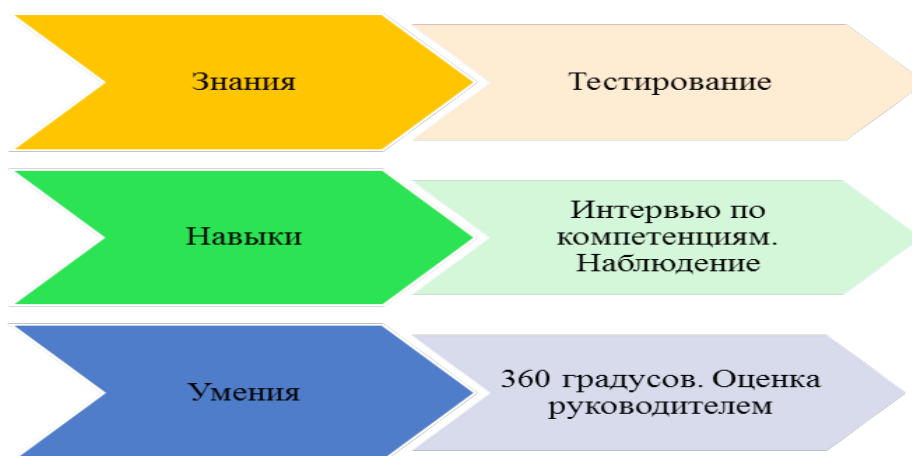 Знания
Тестирование
Навыки
Интервью по
компетенциям.
Наблюдение
Умения
360 градусов. Оценка
руководителем